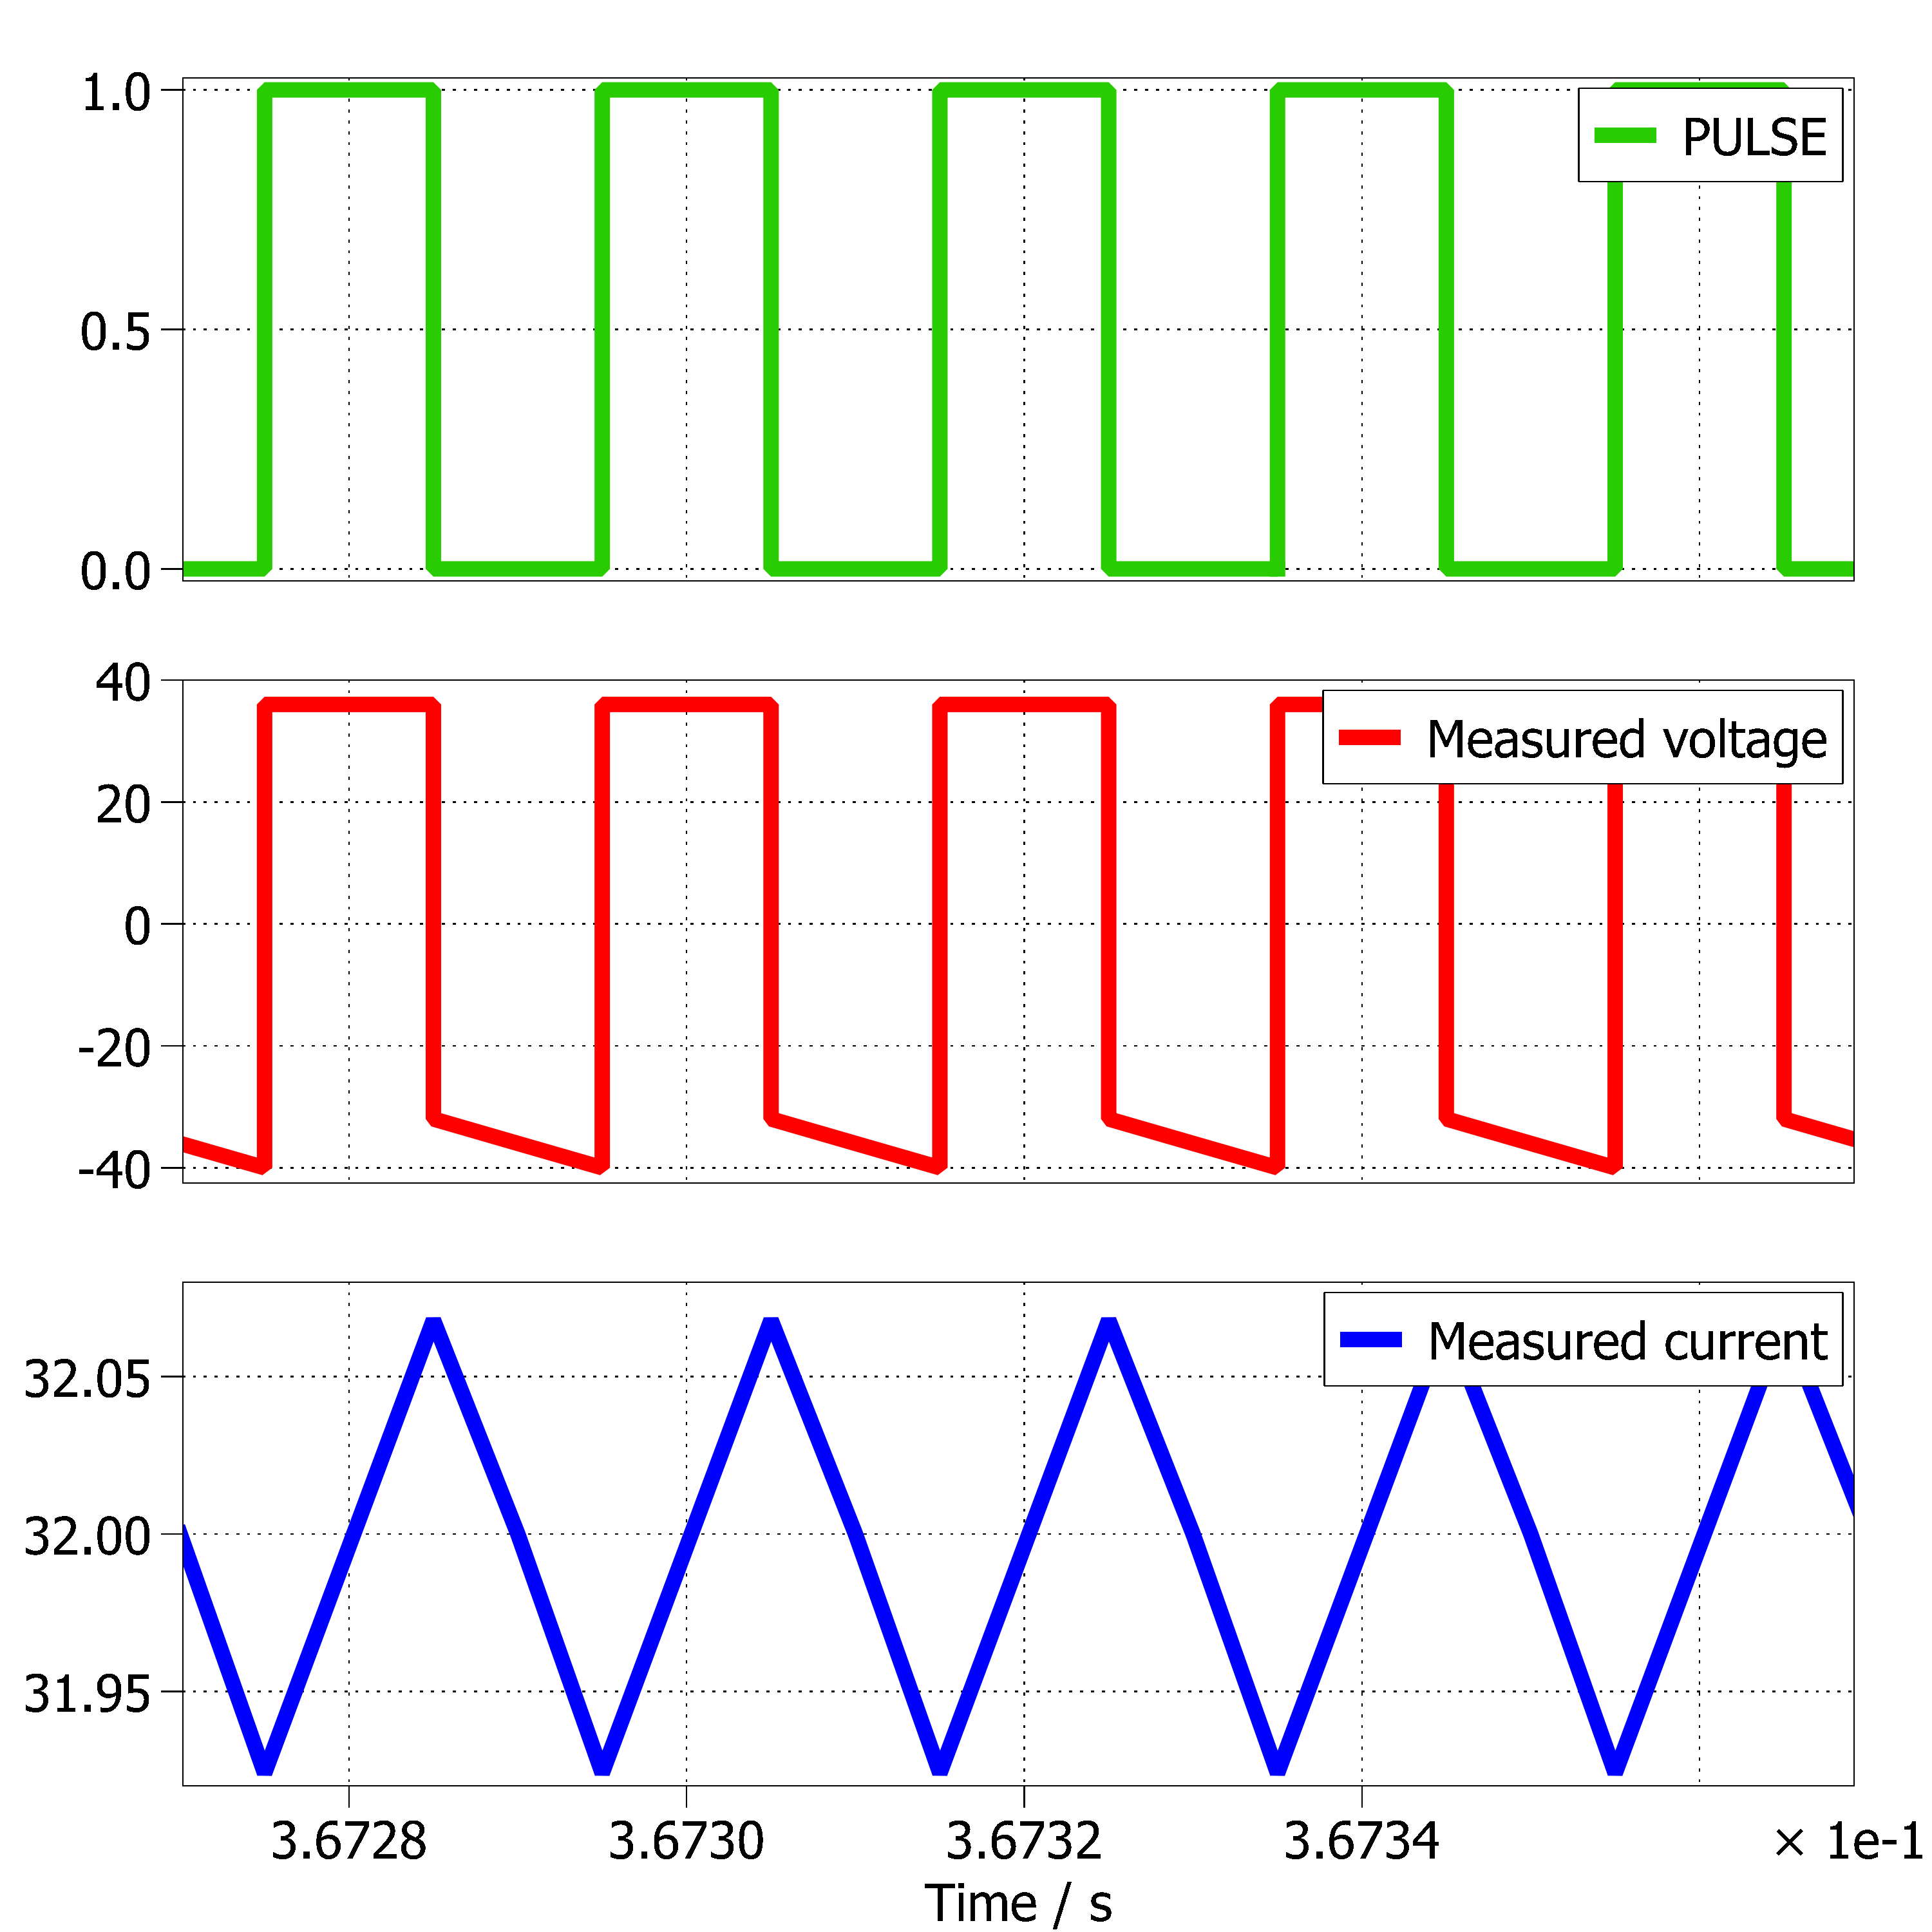 1.0
0.5
0.0
PULSE
40
20
0
-20
-40
Measured voltage
32.05
32.00
31.95
Measured current
3.6728 3.6730 3.6732 3.6734 × 1e-1
Time / s